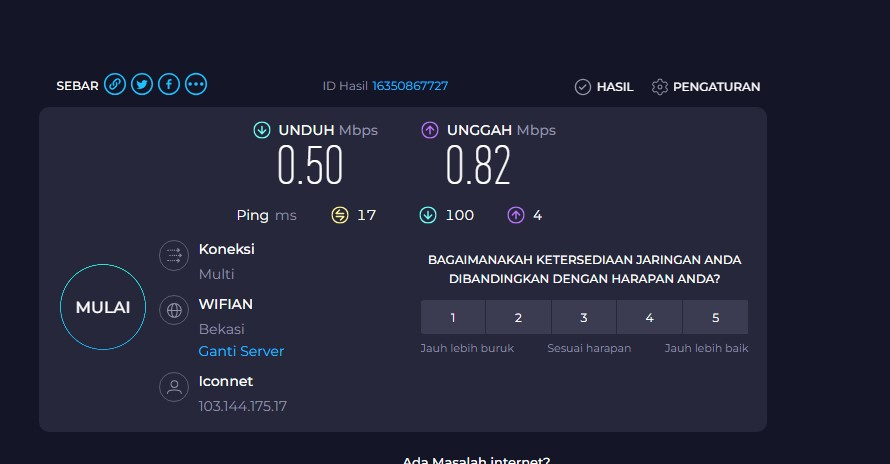 SEBAR
ID Hasil 16350867727
HASIL
PENGATURAN
UNDUH Mbps
0.50
UNGGAH Mbps
0.82
Ping ms 17 100 4
MULAI
Koneksi
Multi
WIFIAN
Bekasi
Ganti Server
Iconnet
103.144.175.17
BAGAIMANAKAH KETERSEDIAAN JARINGAN ANDA
DIBANDINGKAN DENGAN HARAPAN ANDA?
1 2 3 4 5
Jauh lebih buruk Sesuai harapan Jauh lebih baik
Ada Masalah internet?